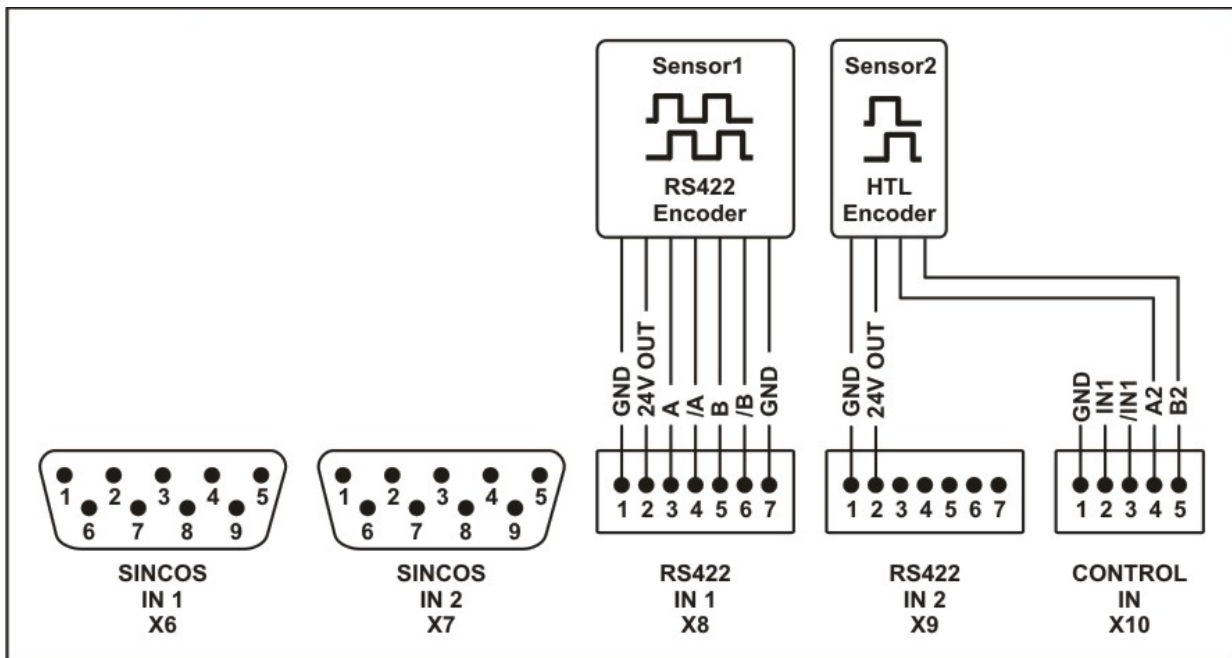 Sensor1
RS422
Encoder
Sensor2
HTL
Encoder
GND
24V OUT
A
/A
B
/B
GND
GND
24V OUT
GND
IN1
/IN1
A2
B2
1 2 3 4 5
6 7 8 9
1 2 3 4 5
6 7 8 9
1 2 3 4 5 6 7
1 2 3 4 5 6 7
1 2 3 4 5
SINCOS
IN 1
X6
SINCOS
IN 2
X7
RS422
IN 1
X8
RS422
IN 2
X9
CONTROL
IN
X10